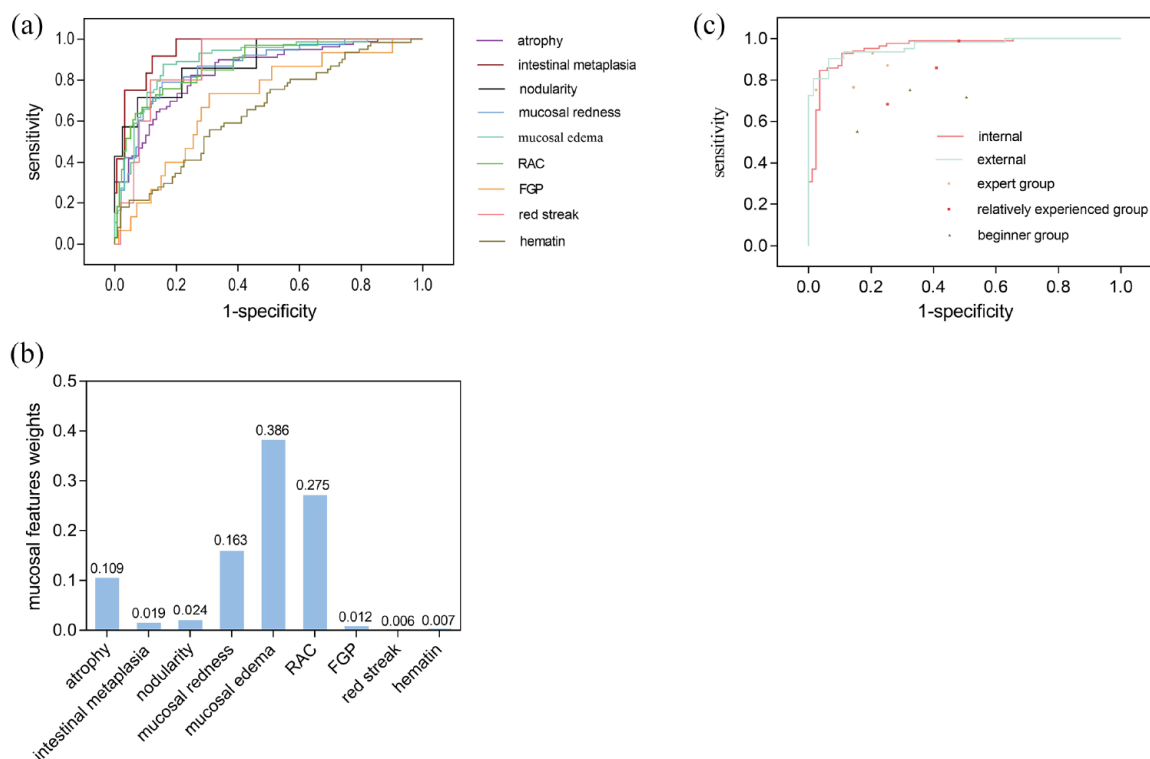 (a)
sensitivity
1.0
0.8
0.6
0.4
0.2
0.0
0.0 0.2 0.4 0.6 0.8 1.0
1-specificity
atrophy
intestinal metaplasia
nodularity
mucosal redness
mucosal edema
RAC
FGP
red streak
hematin
(c)
sensitivity
1.0
0.8
0.6
0.4
0.2
0.0
0.0 0.2 0.4 0.6 0.8 1.0
1-specificity
internal
external
expert group
relatively experienced group
beginner group
(b)
mucosal features weights
0.5
0.4
0.3
0.2
0.1
0.0
0.109
0.019
0.024
0.163
0.386
0.275
0.012
0.006
0.007
atrophy
intestinal metaplasia
nodularity
mucosal redness
mucosal edema
RAC
FGP
red streak
hematin